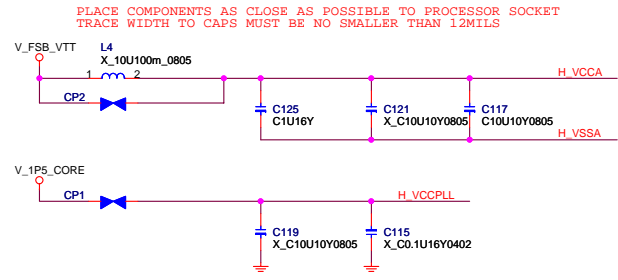 PLACE COMPONENTS AS CLOSE AS POSSIBLE TO PROCESSOR SOCKET
TRACE WIDTH TO CAPS MUST BE NO SMALLER THAN 12MILS
V_FSB_VTT
L4
X_10U100m_0805
1
2
H_VCCA
CP2
C125
C1U16Y
C121
X_C10U10Y0805
C117
C10U10Y0805
H_VSSA
V_1P5_CORE
CP1
H_VCCPLL
C119
X_C10U10Y0805
C115
X_C0.1U16Y0402